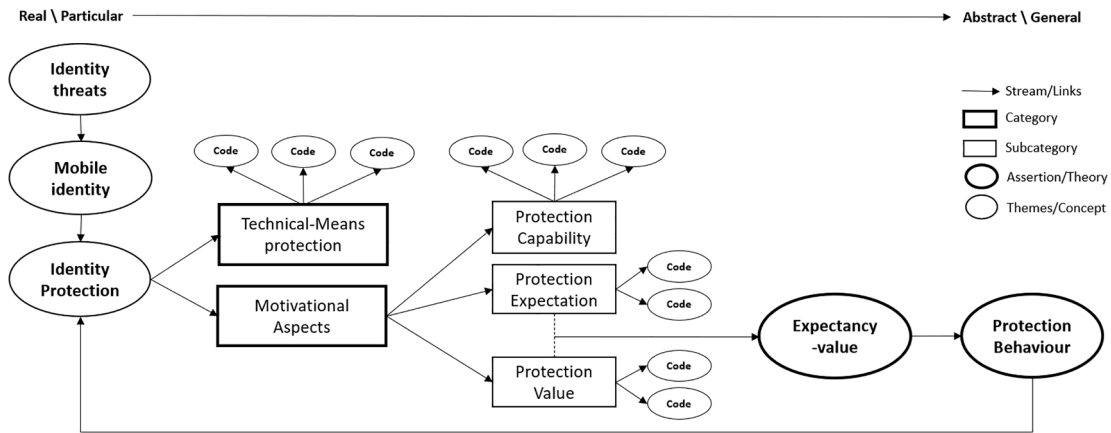 Real \ Particular
Abstract \ General
Identity
threats
Stream/Links
Category
Subcategory
Assertion/Theory
Themes/Concept
Mobile
identity
Code
Code
Code
Code
Code
Code
Technical-Means
protection
Protection
Capability
Identity
Protection
Motivational
Aspects
Protection
Expectation
Code
Code
Expectancy
-value
Protection
Behaviour
Protection
Value
Code
Code